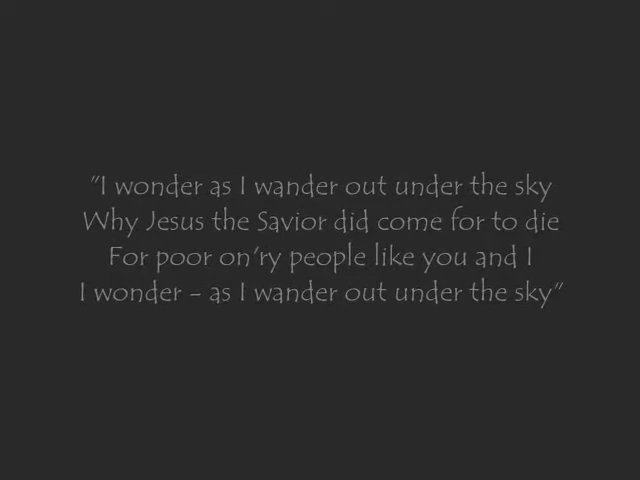 "I wonder as I wander out under the sky
Why Jesus the Savior did come for to die
For poor on'ry people like you and I
I wonder - as I wander out under the sky"